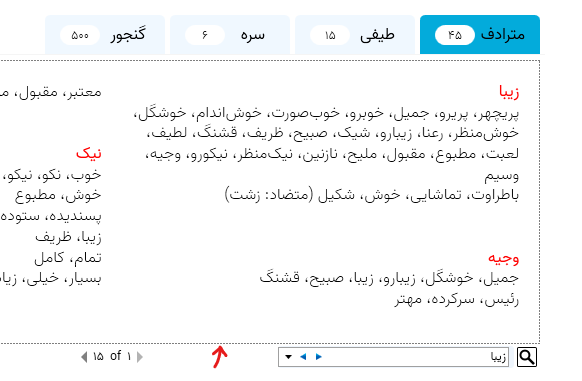 مترادف ۴۵
طیفی ۱۵
سره ۶
گنجور ۵۰۰
زیبا
پریچهر، پریرو، جمیل، خوبرو، خوب‌صورت، خوش‌اندام، خوشگل،
خوش‌منظر، رعنا، زیبارو، شیک، صبیح، ظریف، قشنگ، لطیف،
لعبت، مطبوع، مقبول، ملیح، نازنین، نیک‌منظر، نیکورو، وجیه،
وسیم
باطراوت، تماشایی، خوش، شکیل (متضاد: زشت)
وجیه
جمیل، خوشگل، زیبارو، زیبا، صبیح، قشنگ
رئیس، سرکرده، مهتر
معتبر، مقبول،
نیک
خوب، نکو، نیکو،
خوش، مطبوع
پسندیده، ستوده
زیبا، ظریف
تمام، کامل
بسیار، خیلی،
زیبا
۱ of ۱۵